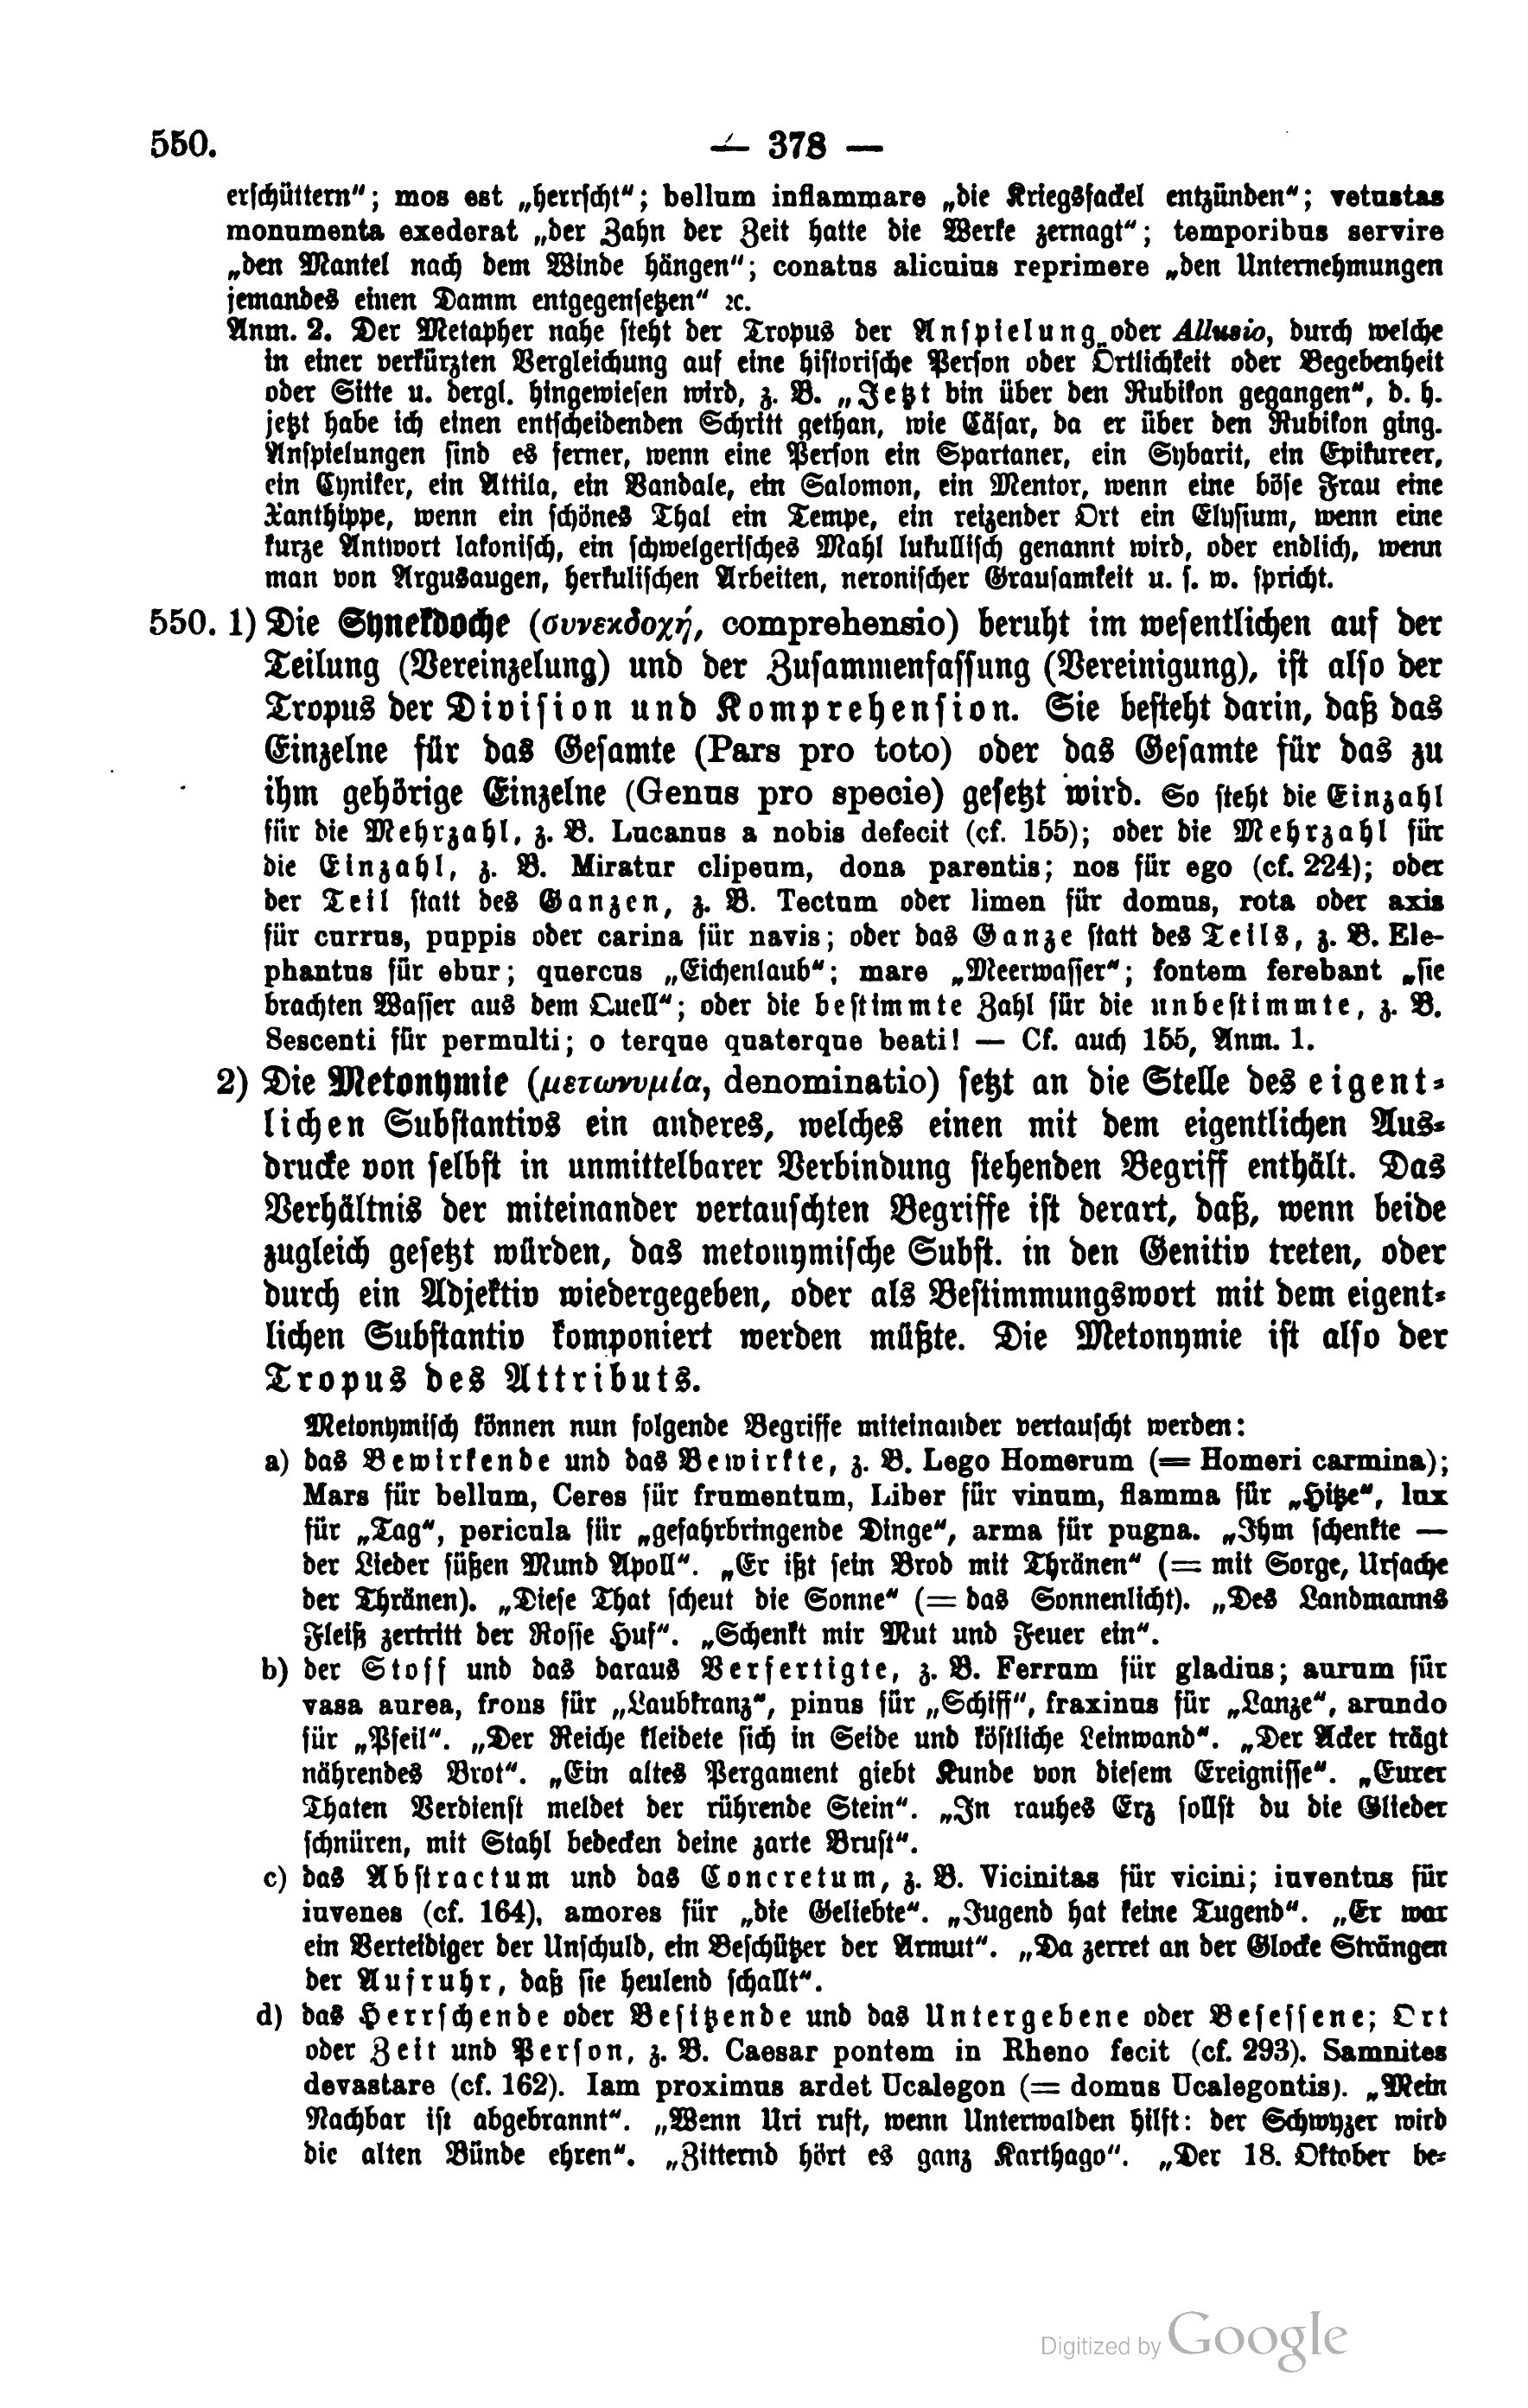 550.
— 378 —
erschüttern“; mos est „herrscht“; bellum inflammare „die Kriegsfackel entzünden“; vetustas
monumenta exederat „der Zahn der Zeit hatte die Werke zernagt“; temporibus servire
„den Mantel nach dem Winde hängen“; conatus alicuius reprimere „den Unternehmungen
jemandes einen Damm entgegensetzen“ ꝛc.
Anm. 2. Der Metapher nahe steht der Tropus der Anspielung oder Allusio, durch welche
in einer verkürzten Vergleichung auf eine historische Person oder Örtlichkeit oder Begebenheit
oder Sitte u. dergl. hingewiesen wird, z. B. „Jetzt bin über den Rubikon gegangen“, d. h.
jetzt habe ich einen entscheidenden Schritt gethan, wie Cäsar, da er über den Rubikon ging.
Anspielungen sind es ferner, wenn eine Person ein Spartaner, ein Sybarit, ein Epikureer,
ein Cyniker, ein Attila, ein Vandale, ein Salomon, ein Mentor, wenn eine böse Frau eine
Xanthippe, wenn ein schönes Thal ein Tempe, ein reizender Ort ein Elysium, wenn eine
kurze Antwort lakonisch, ein schwelgerisches Mahl lukullisch genannt wird, oder endlich, wenn
man von Argusaugen, herkulischen Arbeiten, neronischer Grausamkeit u. s. w. spricht.
550. 1) Die Synekdoche (συνεκδοχή, comprehensio) beruht im wesentlichen auf der
Teilung (Vereinzelung) und der Zusammenfassung (Vereinigung), ist also der
Tropus der Division und Komprehension. Sie besteht darin, daß das
Einzelne für das Gesamte (Pars pro toto) oder das Gesamte für das zu
ihm gehörige Einzelne (Genus pro specie) gesetzt wird. So steht die Einzahl
für die Mehrzahl, z. B. Lucanus a nobis defecit (cf. 155); oder die Mehrzahl für
die Einzahl, z. B. Miratur clipeum, dona parentis; nos für ego (cf. 224); oder
der Teil statt des Ganzen, z. B. Tectum oder limen für domus, rota oder axis
für currus, puppis oder carina für navis; oder das Ganze statt des Teils, z. B. Ele-
phantus für ebur; quercus „Eichenlaub“; mare „Meerwasser“; fontem ferebant „sie
brachten Wasser aus dem Quell“; oder die bestimmte Zahl für die unbestimmte, z. B.
Sescenti für permulti; o terque quaterque beati! — Cf. auch 155, Anm. 1.
2) Die Metonymie (μετωνυμία, denominatio) setzt an die Stelle des eigent-
lichen Substantivs ein anderes, welches einen mit dem eigentlichen Aus-
drucke von selbst in unmittelbarer Verbindung stehenden Begriff enthält. Das
Verhältnis der miteinander vertauschten Begriffe ist derart, daß, wenn beide
zugleich gesetzt würden, das metonymische Subst. in den Genitiv treten, oder
durch ein Adjektiv wiedergegeben, oder als Bestimmungswort mit dem eigent-
lichen Substantiv komponiert werden müßte. Die Metonymie ist also der
Tropus des Attributs.
Metonymisch können nun folgende Begriffe miteinander vertauscht werden:
a) das Bewirkende und das Bewirkte, z. B. Lego Homerum (= Homeri carmina);
Mars für bellum, Ceres für frumentum, Liber für vinum, flamma für „Hitze“, lux
für „Tag“, pericula für „gefahrbringende Dinge“, arma für pugna. „Ihm schenkte —
der Lieder süßen Mund Apoll“. „Er ißt sein Brod mit Thränen“ (= mit Sorge, Ursache
der Thränen). „Diese That scheut die Sonne“ (= das Sonnenlicht). „Des Landmanns
Fleiß zertritt der Rosse Huf“. „Schenkt mir Mut und Feuer ein“.
b) der Stoff und das daraus Verfertigte, z. B. Ferrum für gladius; aurum für
vasa aurea, frons für „Laubkranz“, pinus für „Schiff“, fraxinus für „Lanze“, arundo
für „Pfeil“. „Der Reiche kleidete sich in Seide und köstliche Leinwand“. „Der Acker trägt
nährendes Brot“. „Ein altes Pergament giebt Kunde von diesem Ereignisse“. „Eurer
Thaten Verdienst meldet der rührende Stein“. „In rauhes Erz sollst du die Glieder
schnüren, mit Stahl bedecken deine zarte Brust“.
c) das Abstractum und das Concretum, z. B. Vicinitas für vicini; iuventus für
iuvenes (cf. 164), amores für „die Geliebte“. „Jugend hat keine Tugend“. „Er war
ein Verteidiger der Unschuld, ein Beschützer der Armut“. „Da zerret an der Glocke Strängen
der Aufruhr, daß sie heulend schallt“.
d) das Herrschende oder Besitzende und das Untergebene oder Besessene; Ort
oder Zeit und Person, z. B. Caesar pontem in Rheno fecit (cf. 293). Samnites
devastare (cf. 162). Iam proximus ardet Ucalegon (= domus Ucalegontis). „Mein
Nachbar ist abgebrannt“. „Wenn Uri ruft, wenn Unterwalden hilft: der Schwyzer wird
die alten Bünde ehren“. „Zitternd hört es ganz Karthago“. „Der 18. Oktober be-
Digitized by Google